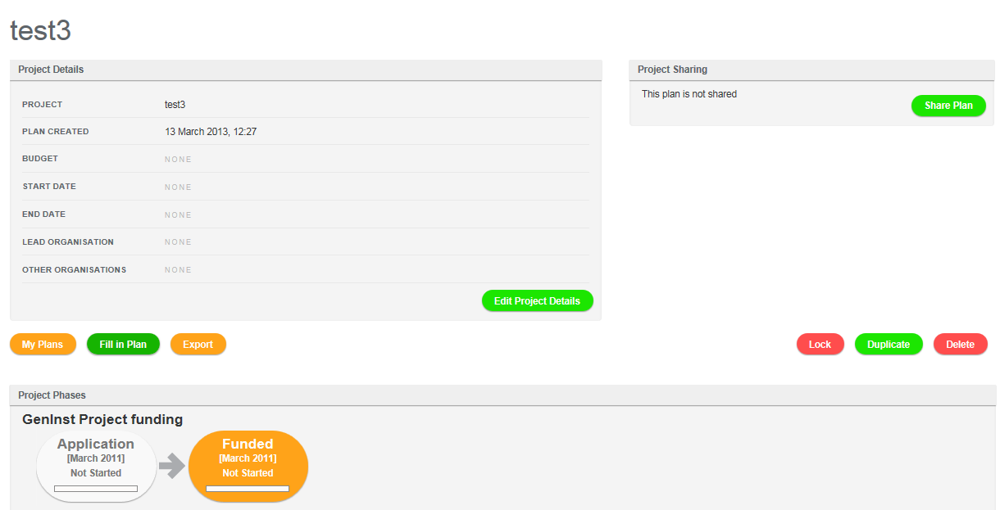 test3
Project Details
PROJECT test3
PLAN CREATED 13 March 2013, 12:27
BUDGET NONE
START DATE NONE
END DATE NONE
LEAD ORGANISATION NONE
OTHER ORGANISATIONS NONE
Edit Project Details
Project Sharing
This plan is not shared
Share Plan
My Plans Fill in Plan Export Lock Duplicate Delete
Project Phases
GenInst Project funding
Application
[March 2011]
Not Started
Funded
[March 2011]
Not Started